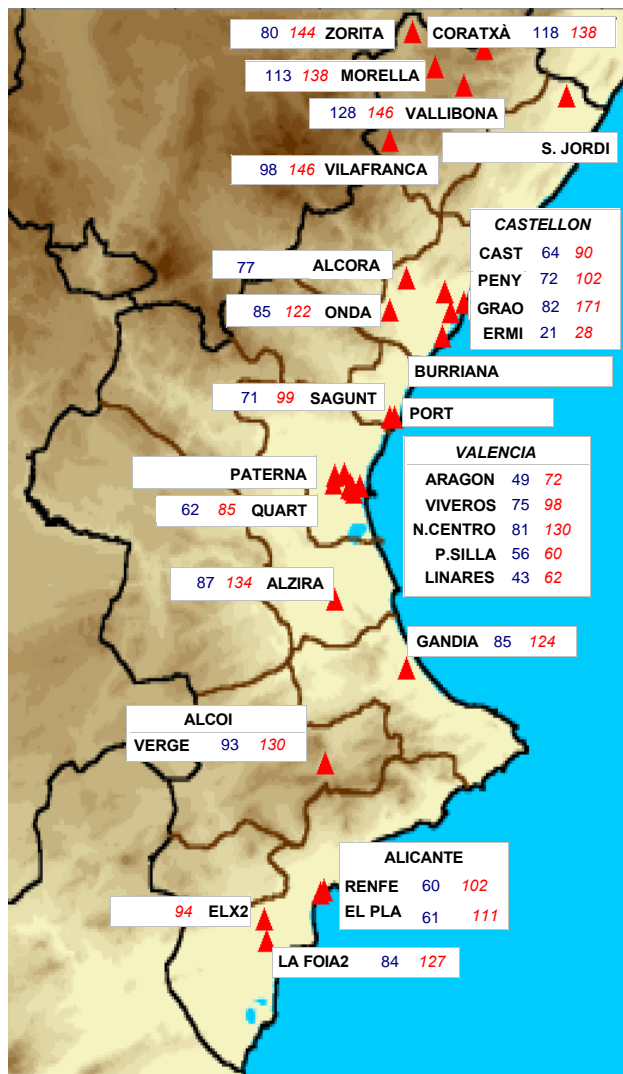 80 144 ZORITA
CORATXÀ 118 138
113 138 MORELLA
128 146 VALLIBONA
S. JORDI
98 146 VILAFRANCA
CASTELLON
CAST 64 90
PENY 72 102
GRAO 82 171
ERMI 21 28
77 ALCORA
85 122 ONDA
BURRIANA
71 99 SAGUNT
PORT
VALENCIA
ARAGON 49 72
VIVEROS 75 98
N.CENTRO 81 130
P.SILLA 56 60
LINARES 43 62
PATERNA
62 85 QUART
87 134 ALZIRA
GANDIA 85 124
ALCOI
VERGE 93 130
ALICANTE
RENFE 60 102
EL PLA 61 111
94 ELX2
LA FOIA2 84 127